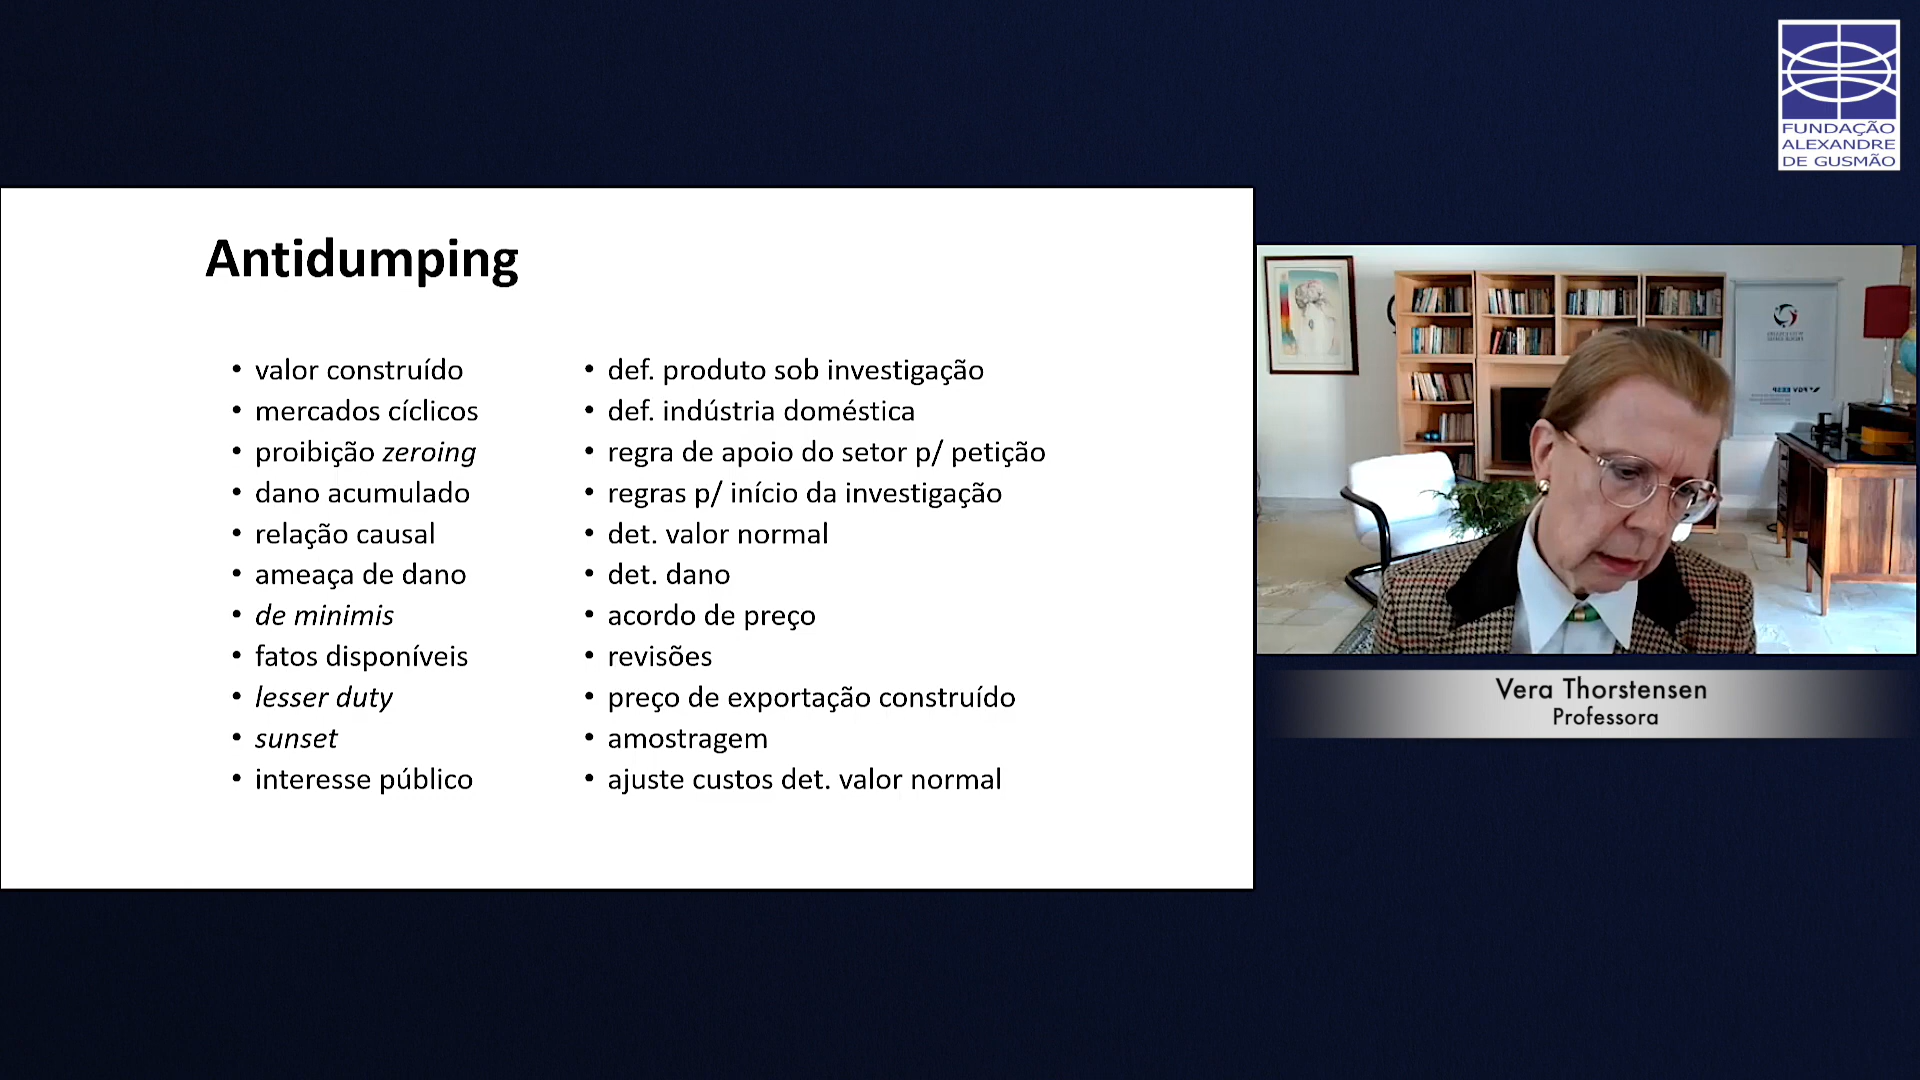 FUNDAÇÃO
ALEXANDRE
DE GUSMÃO
Antidumping
• valor construído
• mercados cíclicos
• proibição zeroing
• dano acumulado
• relação causal
• ameaça de dano
• de minimis
• fatos disponíveis
• lesser duty
• sunset
• interesse público
• def. produto sob investigação
• def. indústria doméstica
• regra de apoio do setor p/ petição
• regras p/ início da investigação
• det. valor normal
• det. dano
• acordo de preço
• revisões
• preço de exportação construído
• amostragem
• ajuste custos det. valor normal
FGV EESP
Vera Thorstensen
Professora